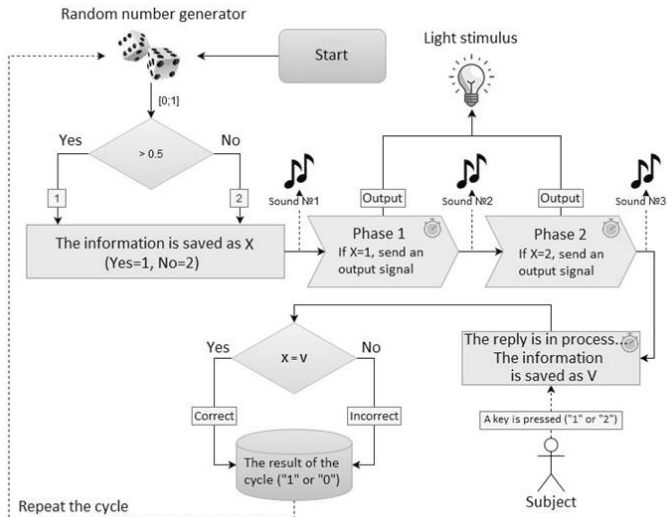 Random number generator
Start
Light stimulus
[0;1]
Yes
No
> 0.5
1
2
Output
Output
Sound №1
Sound №2
Sound №3
The information is saved as X
(Yes=1, No=2)
Phase 1
If X=1, send an
output signal
Phase 2
If X=2, send an
output signal
Yes
No
X = V
The reply is in process...
The information
is saved as V
Correct
Incorrect
A key is pressed ("1" or "2")
The result of the
cycle ("1" or "0")
Subject
Repeat the cycle